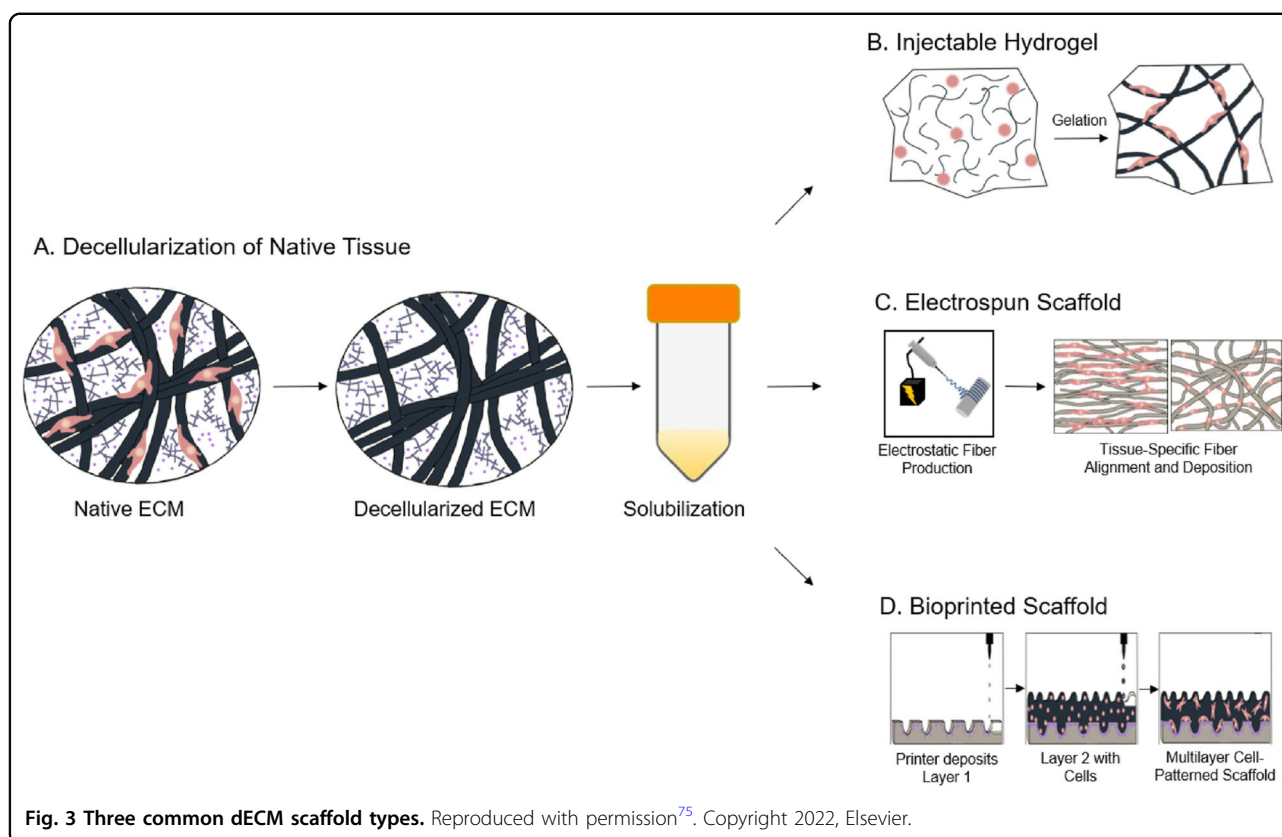 A. Decellularization of Native Tissue
Native ECM
Decellularized ECM
Solubilization
B. Injectable Hydrogel
Gelation
C. Electrospun Scaffold
Electrostatic Fiber
Production
Tissue-Specific Fiber
Alignment and Deposition
D. Bioprinted Scaffold
Printer deposits
Layer 1
Layer 2 with
Cells
Multilayer Cell-
Patterned Scaffold
Fig. 3 Three common dECM scaffold types. Reproduced with permission75. Copyright 2022, Elsevier.